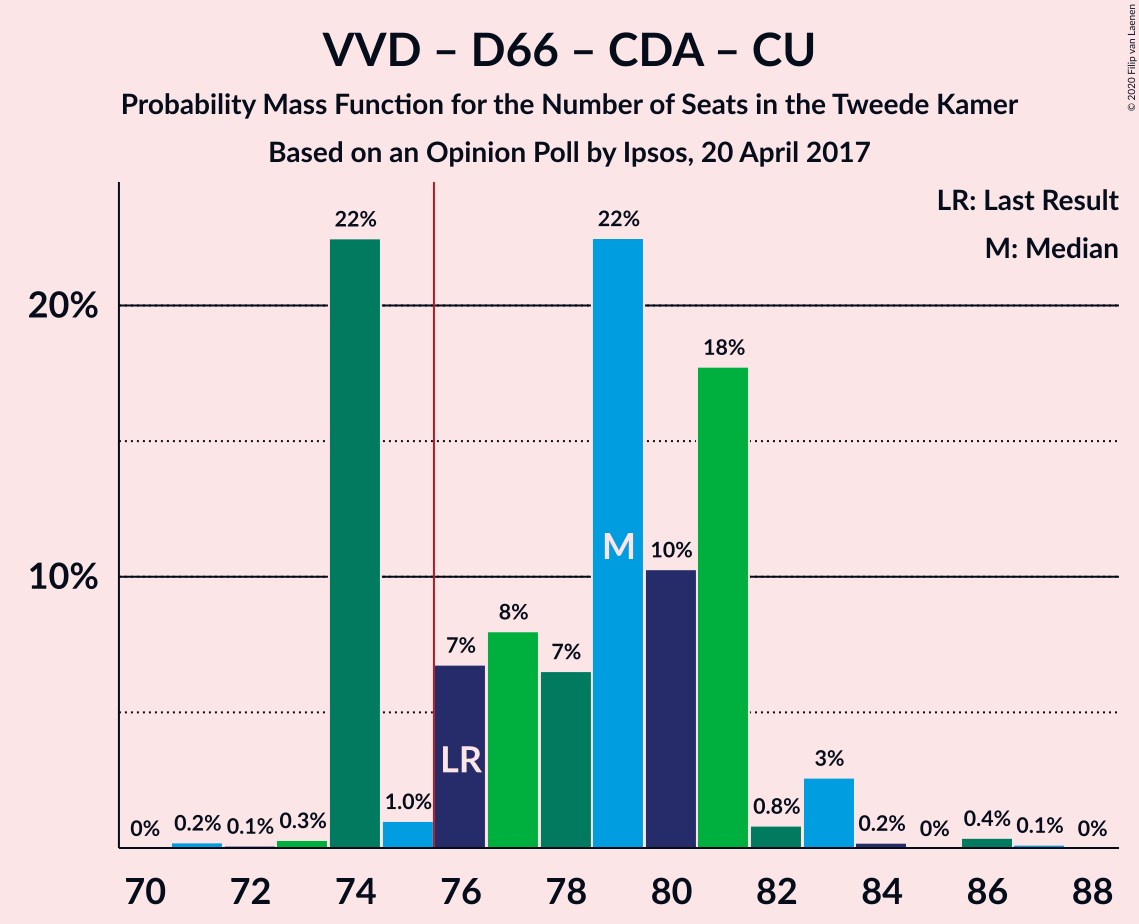 VVD – D66 – CDA – CU
Probability Mass Function for the Number of Seats in the Tweede Kamer
Based on an Opinion Poll by Ipsos, 20 April 2017
© 2020 Filip van Laenen
LR: Last Result
M: Median
20%
10%
0%
0.2%
0.1%
0.3%
22%
1.0%
7%
8%
7%
22%
10%
18%
0.8%
3%
0.2%
0%
0.4%
0.1%
0%
LR
M
70 72 74 76 78 80 82 84 86 88